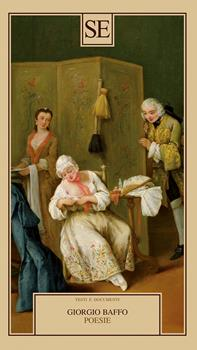 SE
TESTI E DOCUMENTI
GIORGIO BAFFO
POESIE